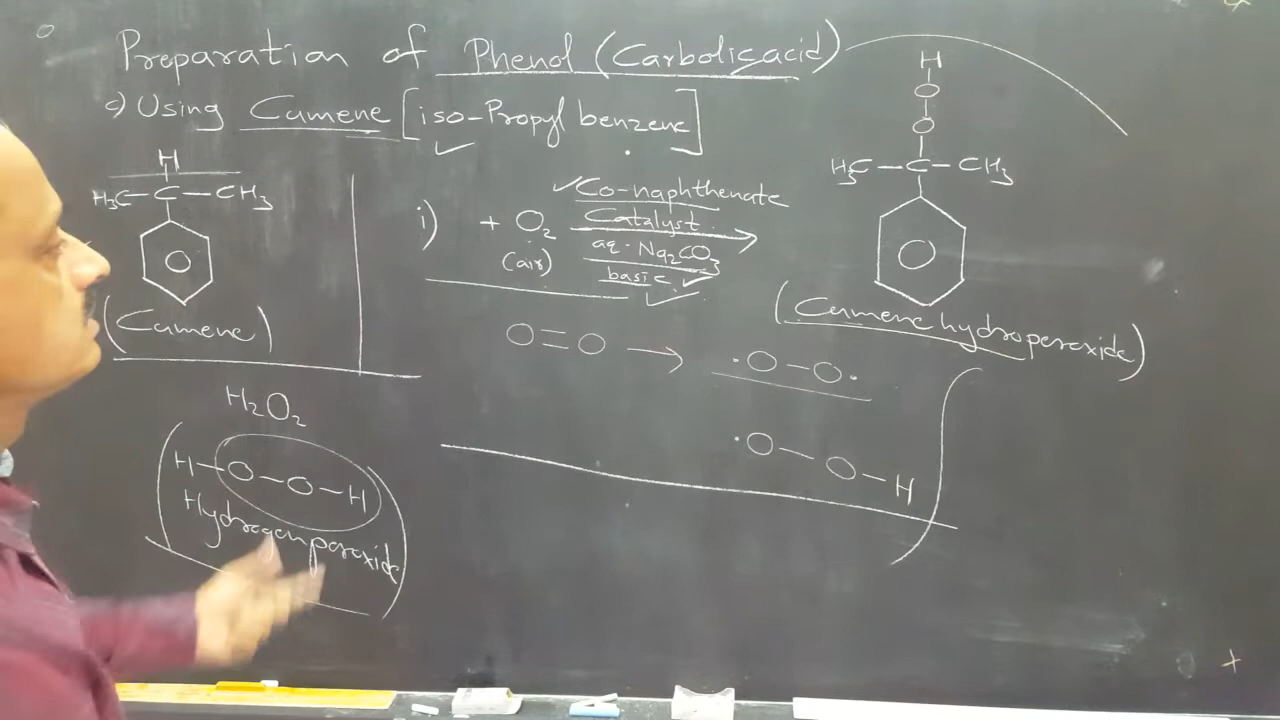 Preparation of Phenol (Carbolic acid)
c) Using Cumene [iso-Propyl benzene]
H
H3C-C-CH3
(Cumene)
i) + O2 (air)
Co-naphthenate
Catalyst
aq. Na2CO3
basic
H
O
O
H3C-C-CH3
(Cumene hydroperoxide)
O=O → ·O-O·
·O-O-H
H2O2
H-O-O-H
Hydrogen peroxide